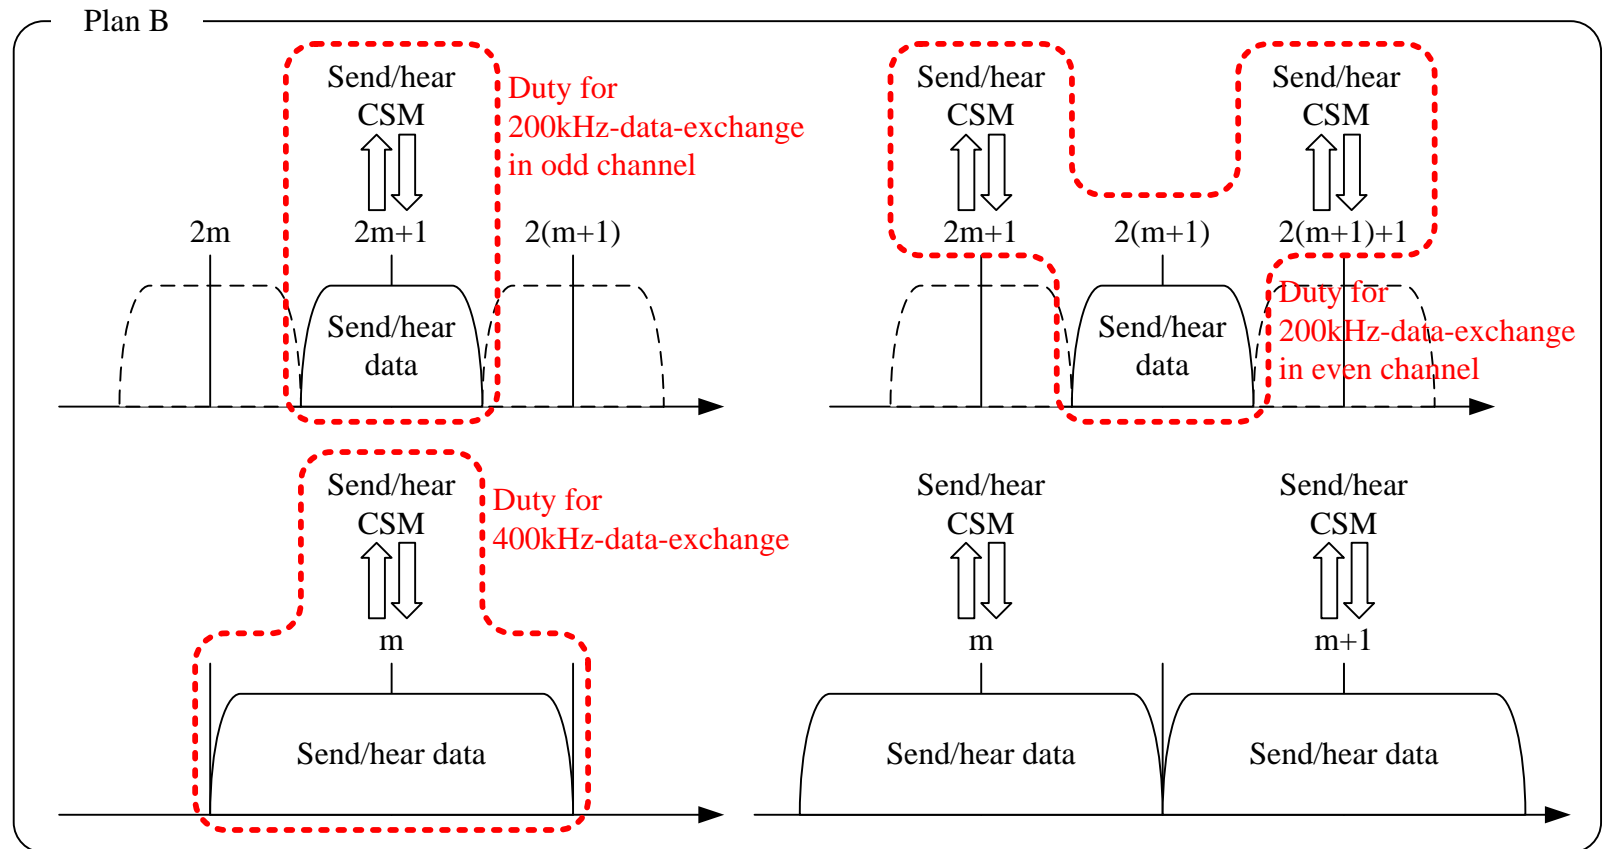 Plan B
Send/hear
CSM
Duty for
200kHz-data-exchange
in odd channel
2m
2m+1
2(m+1)
Send/hear
data
Send/hear
CSM
Send/hear
CSM
2m+1
2(m+1)
2(m+1)+1
Send/hear
data
Duty for
200kHz-data-exchange
in even channel
Send/hear
CSM
Duty for
400kHz-data-exchange
m
Send/hear data
Send/hear
CSM
Send/hear
CSM
m
m+1
Send/hear data
Send/hear data